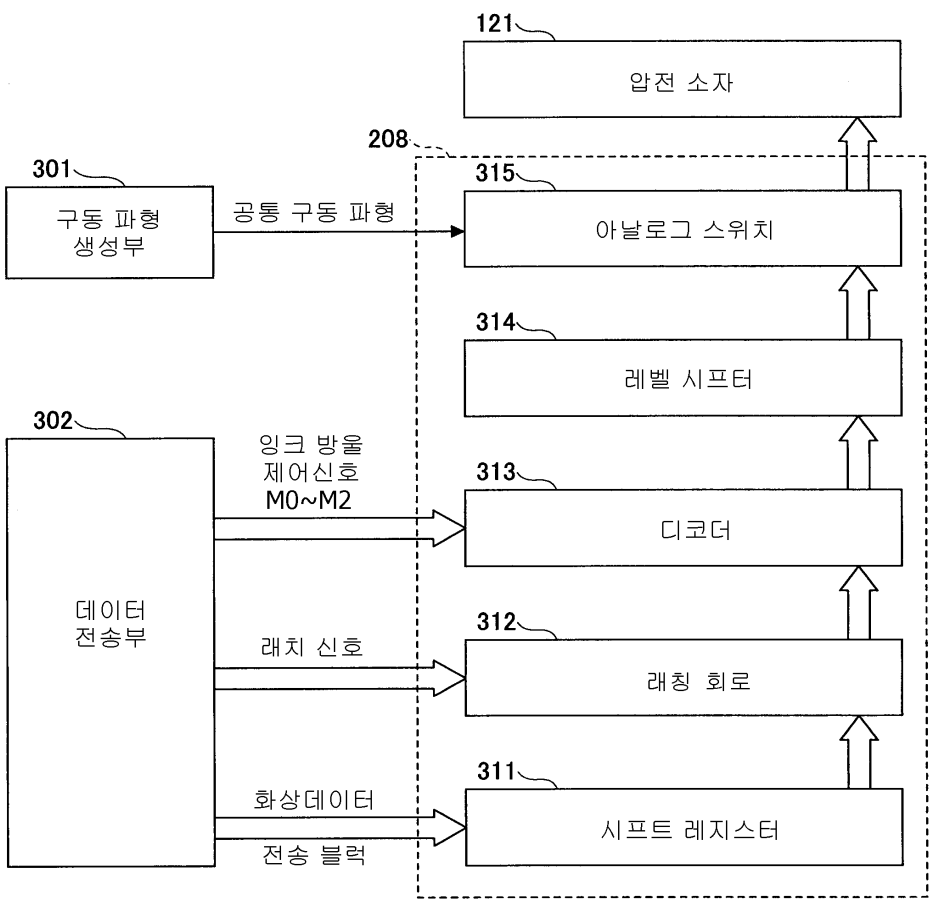 121
압전 소자
208
301
구동 파형
생성부
공통 구동 파형
315
아날로그 스위치
314
레벨 시프터
302
데이터
전송부
잉크 방울
제어신호
M0~M2
313
디코더
래치 신호
312
래칭 회로
화상데이터
전송 블럭
311
시프트 레지스터